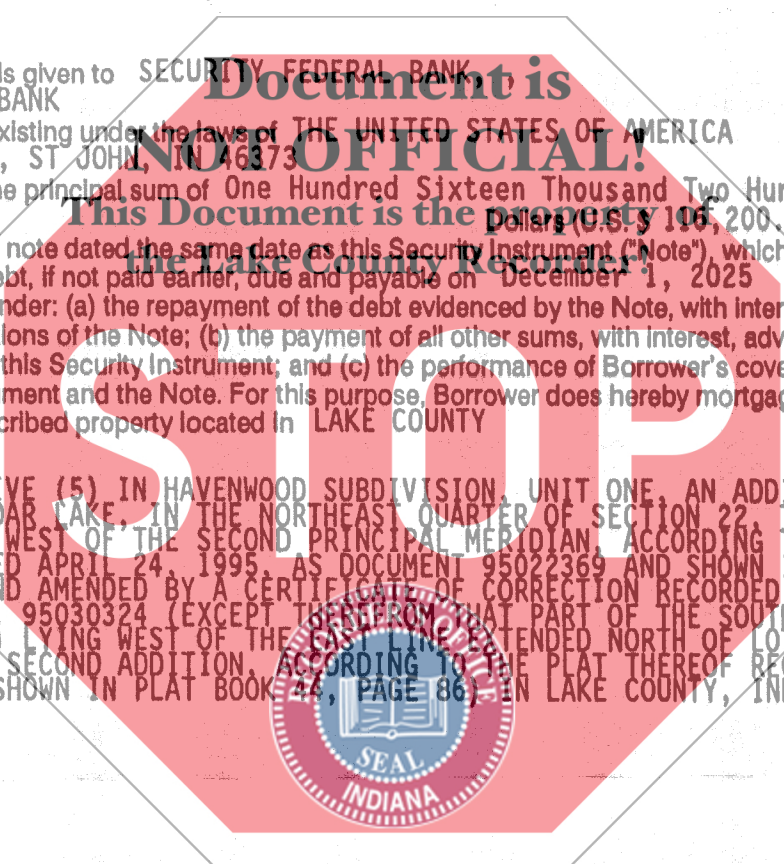 is given to SECURITY FEDERAL BANK, ,
BANK
xisting under the laws of THE UNITED STATES OF AMERICA
, ST JOHN, IN 46373
e principal sum of One Hundred Sixteen Thousand Two Hun
Dollars (U.S. $ 116,200.
note dated the same date as this Security Instrument ("Note"), which
bt, if not paid earlier, due and payable on December 1, 2025
nder: (a) the repayment of the debt evidenced by the Note, with inter
ions of the Note; (b) the payment of all other sums, with interest, adv
this Security Instrument; and (c) the performance of Borrower's cove
ment and the Note. For this purpose, Borrower does hereby mortgag
cribed property located in LAKE COUNTY
VE (5) IN HAVENWOOD SUBDIVISION, UNIT ONE, AN ADDI
AR LAKE, IN THE NORTHEAST QUARTER OF SECTION 22,
WEST OF THE SECOND PRINCIPAL MERIDIAN, ACCORDING
D APRIL 24, 1995, AS DOCUMENT 95022369 AND SHOWN
D AMENDED BY A CERTIFICATE OF CORRECTION RECORDED
95030324 (EXCEPT THEREFROM THAT PART OF THE SOU
LYING WEST OF THE LINE EXTENDED NORTH OF LO
SECOND ADDITION, ACCORDING TO THE PLAT THEREOF REC
SHOWN IN PLAT BOOK PAGE 86) IN LAKE COUNTY, IN
Document is
NOT OFFICIAL!
This Document is the property of
the Lake County Recorder!
STOP
RECORDER'S OFFICE
SEAL
INDIANA